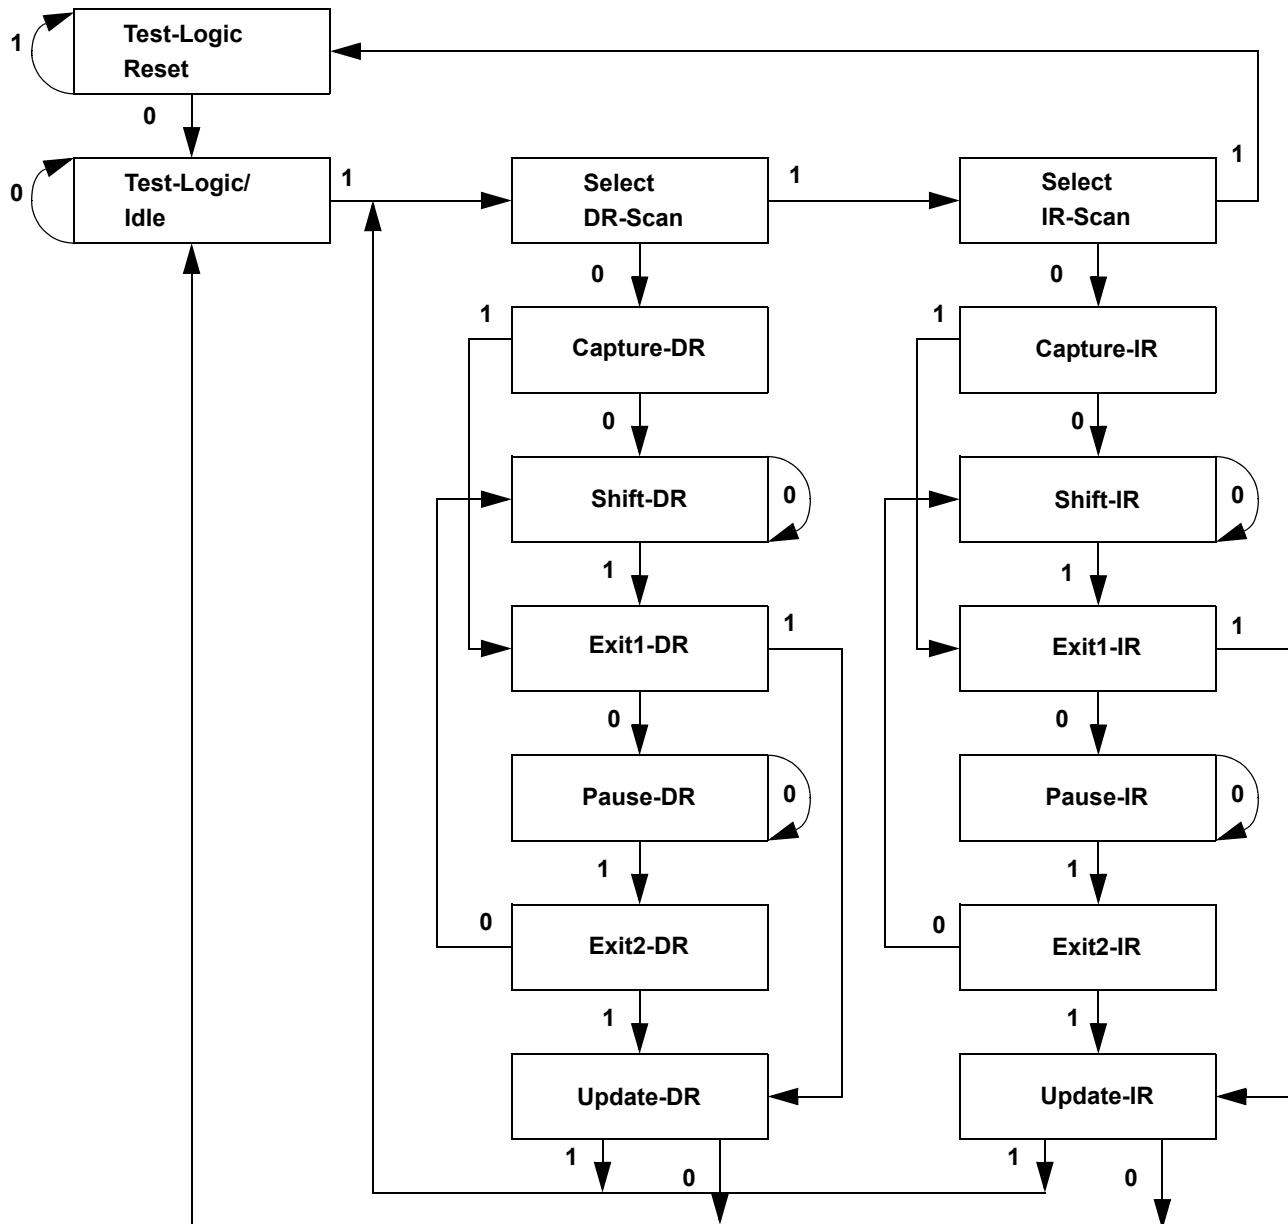 1
Test-Logic
Reset
0
0
Test-Logic/
Idle
1
Select
DR-Scan
1
Select
IR-Scan
1
0
0
1
Capture-DR
1
Capture-IR
0
0
Shift-DR
0
Shift-IR
0
1
1
Exit1-DR
1
Exit1-IR
1
0
0
Pause-DR
0
Pause-IR
0
1
1
0
Exit2-DR
0
Exit2-IR
1
1
Update-DR
Update-IR
1
0
1
0